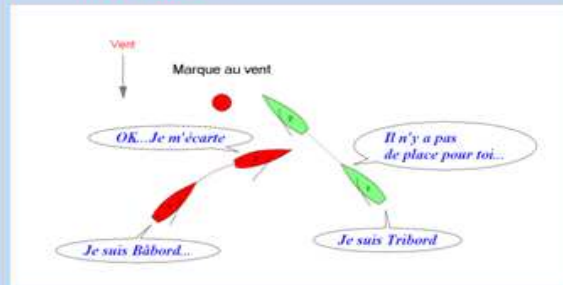 Vent
Marque au vent
OK...Je m'écarte
Il n'y a pas
de place pour toi...
Je suis Bâbord...
Je suis Tribord